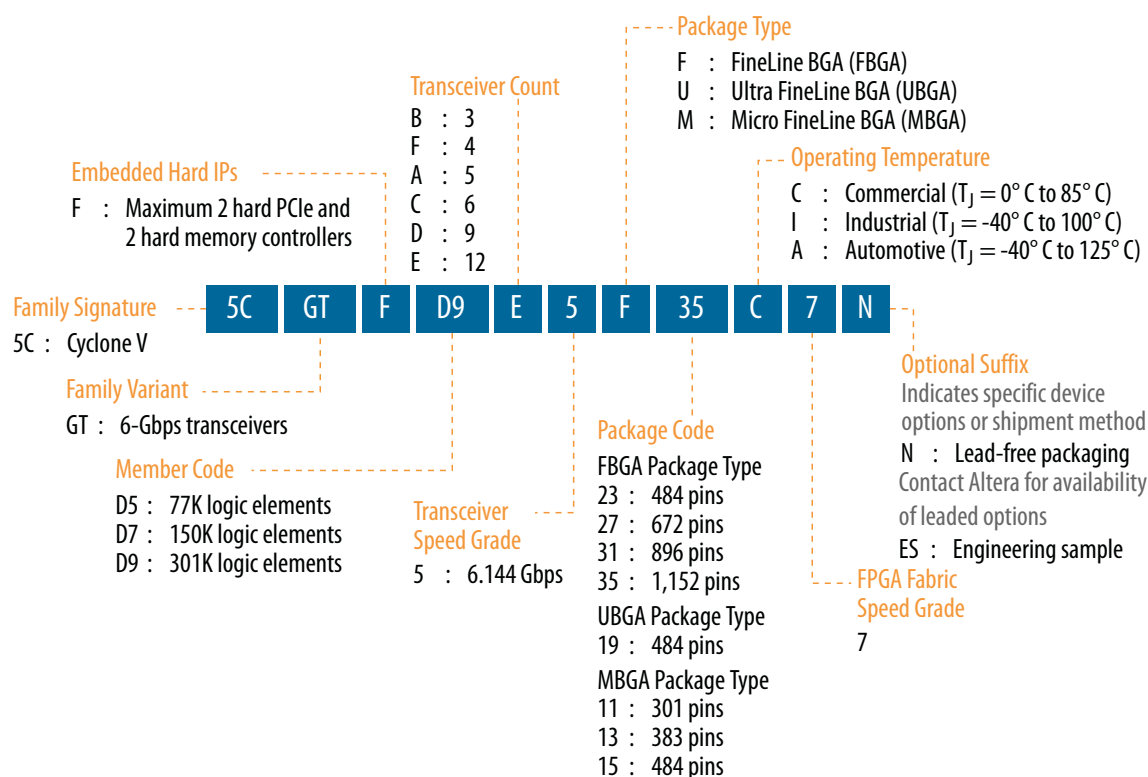 Package Type
F : FineLine BGA (FBGA)
U : Ultra FineLine BGA (UBGA)
M : Micro FineLine BGA (MBGA)
Transceiver Count
B : 3
F : 4
A : 5
C : 6
D : 9
E : 12
Operating Temperature
C : Commercial (TJ = 0° C to 85° C)
I : Industrial (TJ = -40° C to 100° C)
A : Automotive (TJ = -40° C to 125° C)
Embedded Hard IPs
F : Maximum 2 hard PCIe and
2 hard memory controllers
Family Signature
5C : Cyclone V
5C GT F D9 E 5 F 35 C 7 N
Family Variant
GT : 6-Gbps transceivers
Member Code
D5 : 77K logic elements
D7 : 150K logic elements
D9 : 301K logic elements
Transceiver
Speed Grade
5 : 6.144 Gbps
Package Code
FBGA Package Type
23 : 484 pins
27 : 672 pins
31 : 896 pins
35 : 1,152 pins
UBGA Package Type
19 : 484 pins
MBGA Package Type
11 : 301 pins
13 : 383 pins
15 : 484 pins
Optional Suffix
Indicates specific device
options or shipment method
N : Lead-free packaging
Contact Altera for availability
of leaded options
ES : Engineering sample
FPGA Fabric
Speed Grade
7